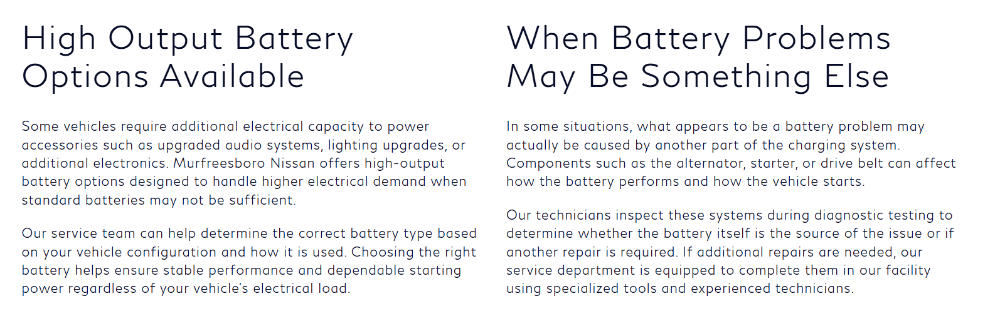 High Output Battery
Options Available
Some vehicles require additional electrical capacity to power
accessories such as upgraded audio systems, lighting upgrades, or
additional electronics. Murfreesboro Nissan offers high-output
battery options designed to handle higher electrical demand when
standard batteries may not be sufficient.
Our service team can help determine the correct battery type based
on your vehicle configuration and how it is used. Choosing the right
battery helps ensure stable performance and dependable starting
power regardless of your vehicle's electrical load.
When Battery Problems
May Be Something Else
In some situations, what appears to be a battery problem may
actually be caused by another part of the charging system.
Components such as the alternator, starter, or drive belt can affect
how the battery performs and how the vehicle starts.
Our technicians inspect these systems during diagnostic testing to
determine whether the battery itself is the source of the issue or if
another repair is required. If additional repairs are needed, our
service department is equipped to complete them in our facility
using specialized tools and experienced technicians.